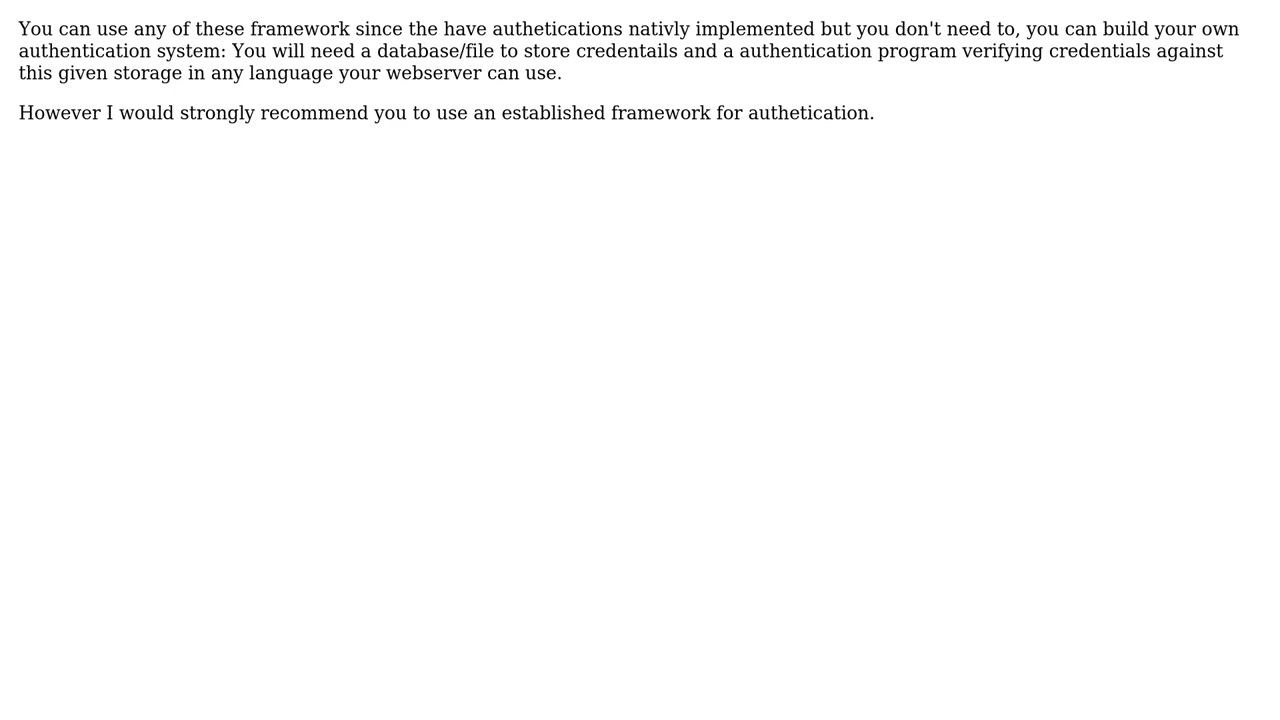 You can use any of these framework since the have authetications nativly implemented but you don't need to, you can build your own
authentication system: You will need a database/file to store credentails and a authentication program verifying credentials against
this given storage in any language your webserver can use.
However I would strongly recommend you to use an established framework for authetication.